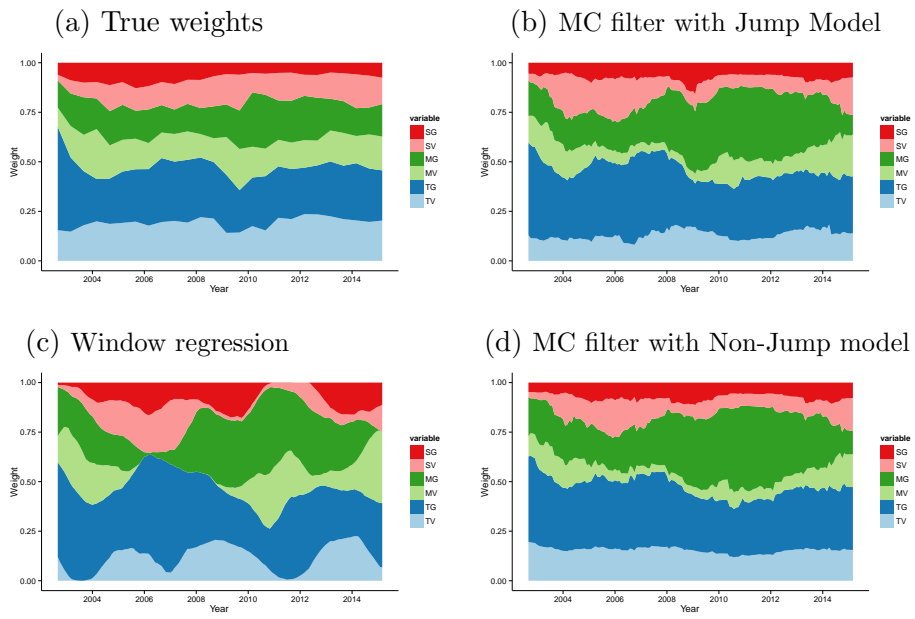 (a) True weights
1.00
0.75
0.50
0.25
0.00
Weight
2004 2006 2008 2010 2012 2014
Year
variable
SG
SV
MG
MV
TG
TV
(b) MC filter with Jump Model
1.00
0.75
0.50
0.25
0.00
Weight
2004 2006 2008 2010 2012 2014
Year
variable
SG
SV
MG
MV
TG
TV
(c) Window regression
1.00
0.75
0.50
0.25
0.00
Weight
2004 2006 2008 2010 2012 2014
Year
variable
SG
SV
MG
MV
TG
TV
(d) MC filter with Non-Jump model
1.00
0.75
0.50
0.25
0.00
Weight
2004 2006 2008 2010 2012 2014
Year
variable
SG
SV
MG
MV
TG
TV